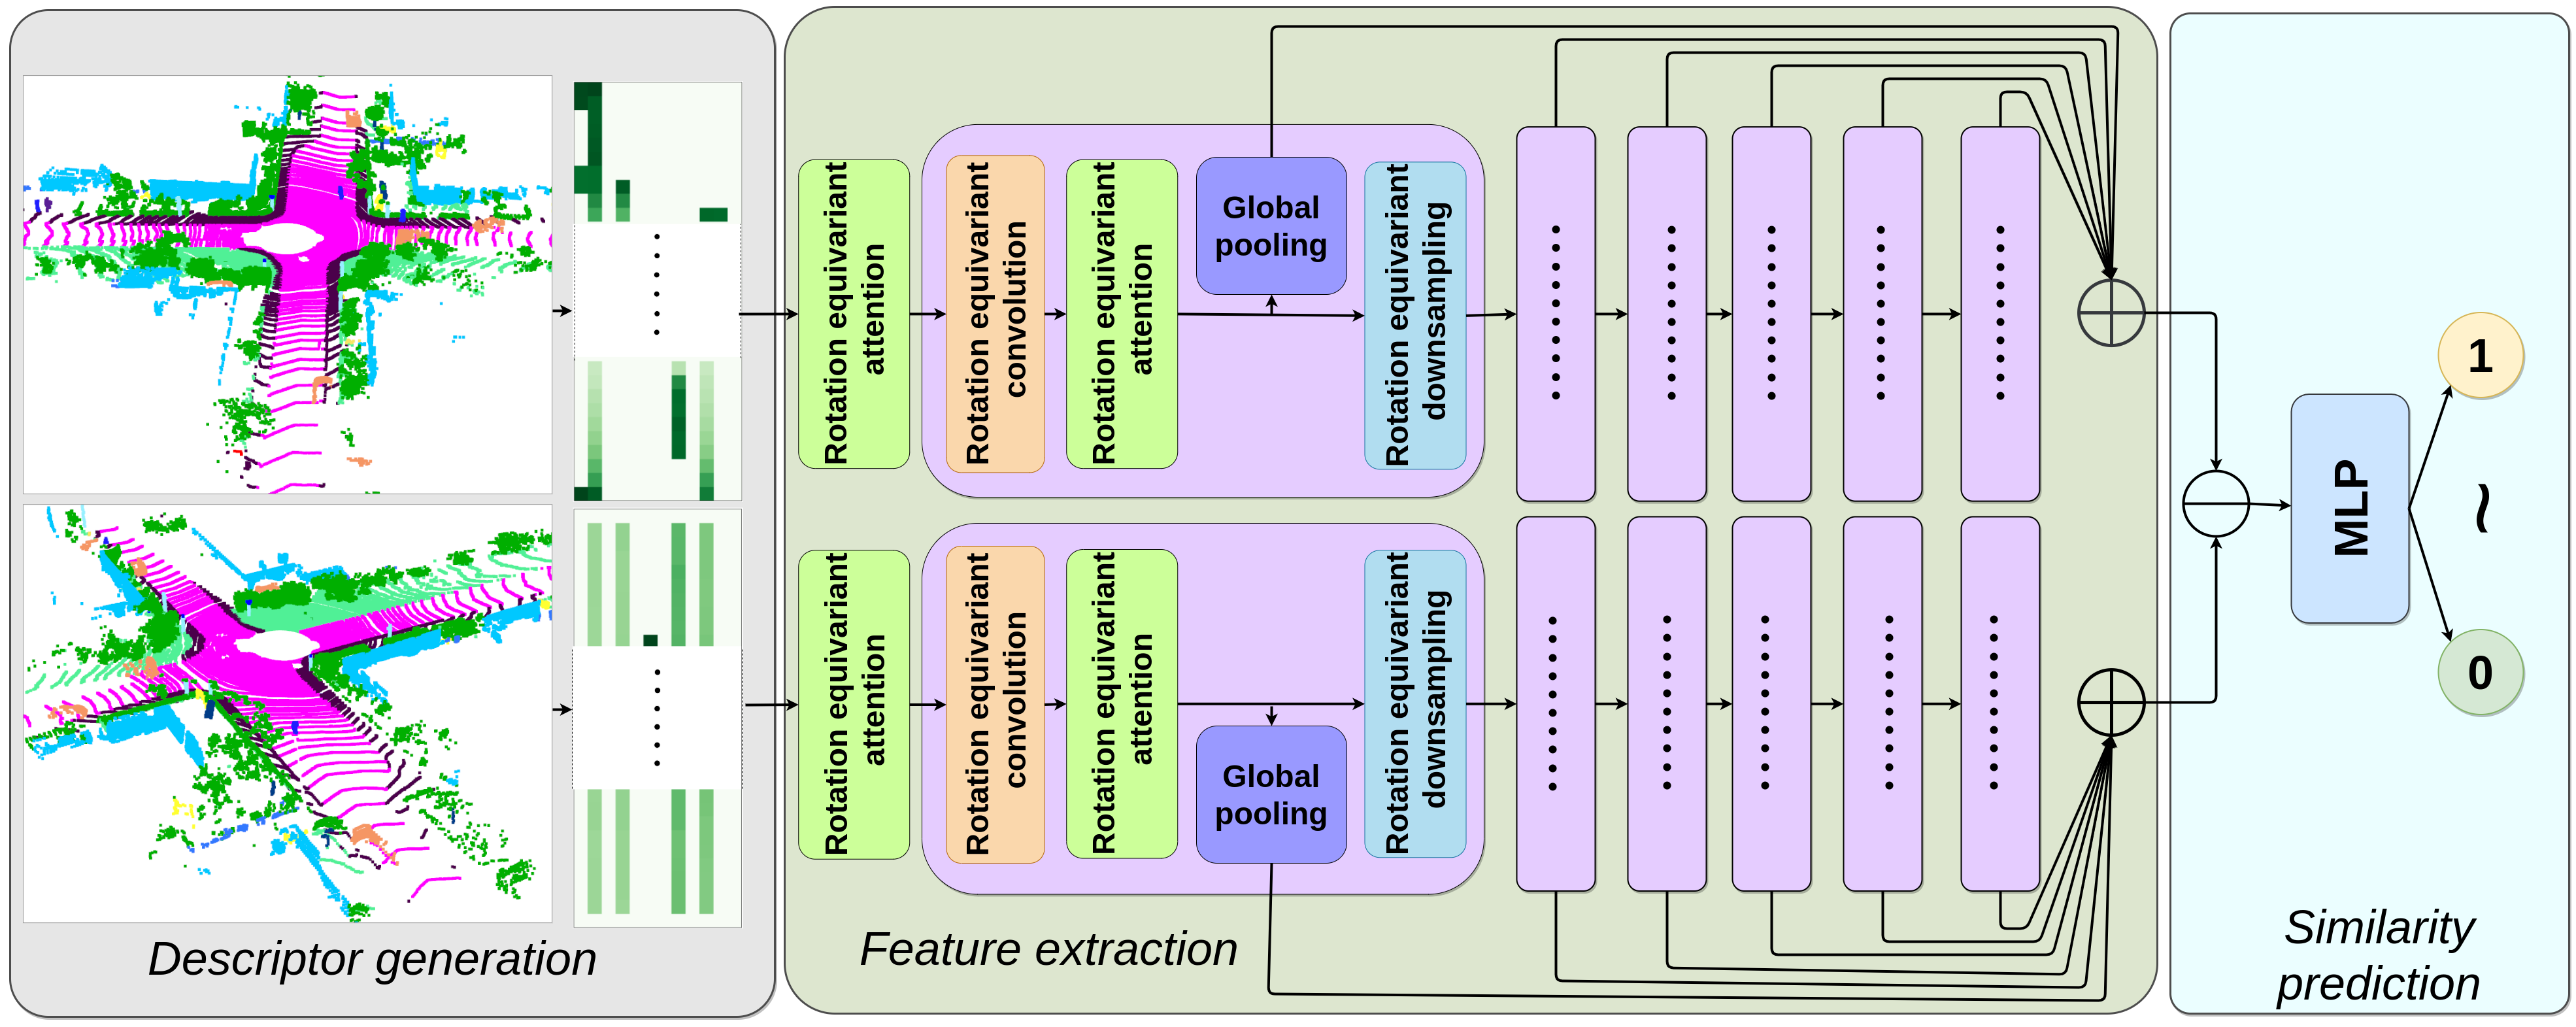 Descriptor generation
Rotation equivariant
attention
Rotation equivariant
convolution
Rotation equivariant
attention
Global
pooling
Rotation equivariant
downsampling
Rotation equivariant
attention
Rotation equivariant
convolution
Rotation equivariant
attention
Global
pooling
Rotation equivariant
downsampling
Feature extraction
MLP
1
~
0
Similarity
prediction